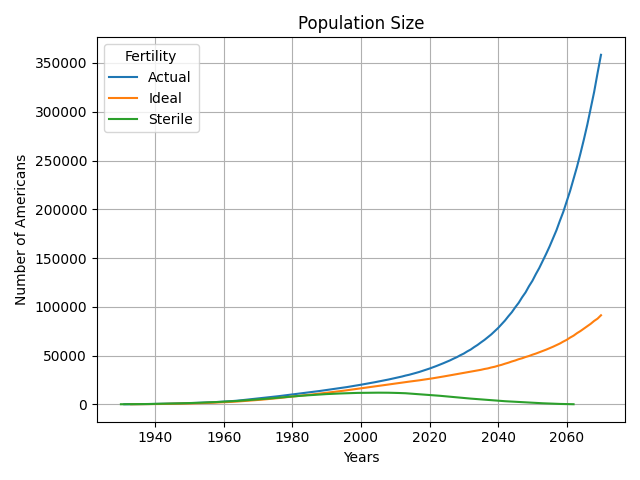 Population Size
Fertility
Actual
Ideal
Sterile
350000
300000
250000
200000
150000
100000
50000
0
Number of Americans
1940 1960 1980 2000 2020 2040 2060
Years